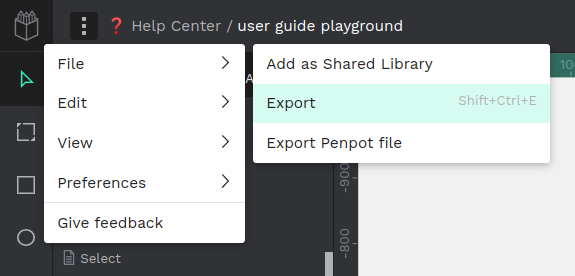 ❓ Help Center / user guide playground
File
Edit
View
Preferences
Give feedback
Add as Shared Library
Export Shift+Ctrl+E
Export Penpot file
A
100
-900
-800
Select